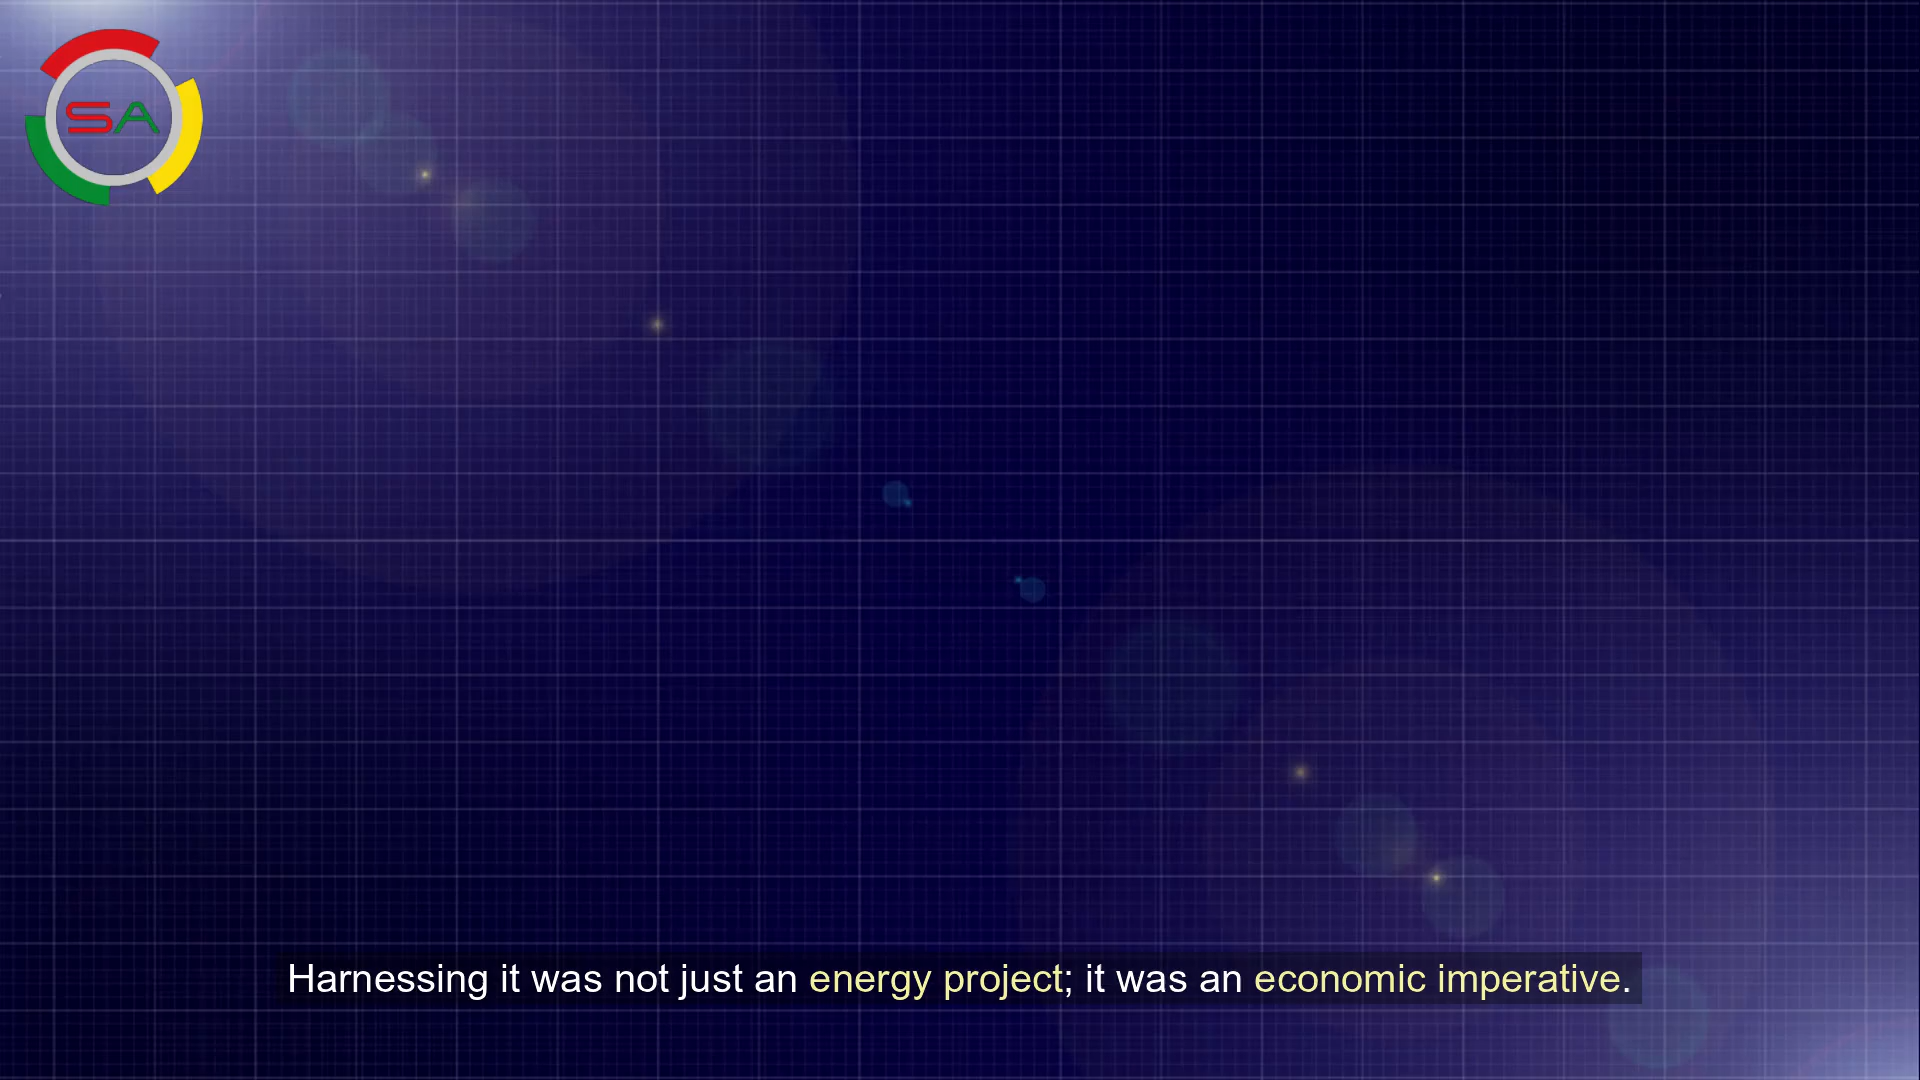 SA
Harnessing it was not just an energy project; it was an economic imperative.